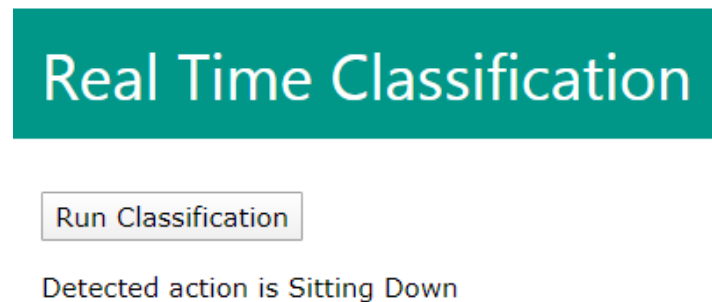 Real Time Classification
Run Classification
Detected action is Sitting Down